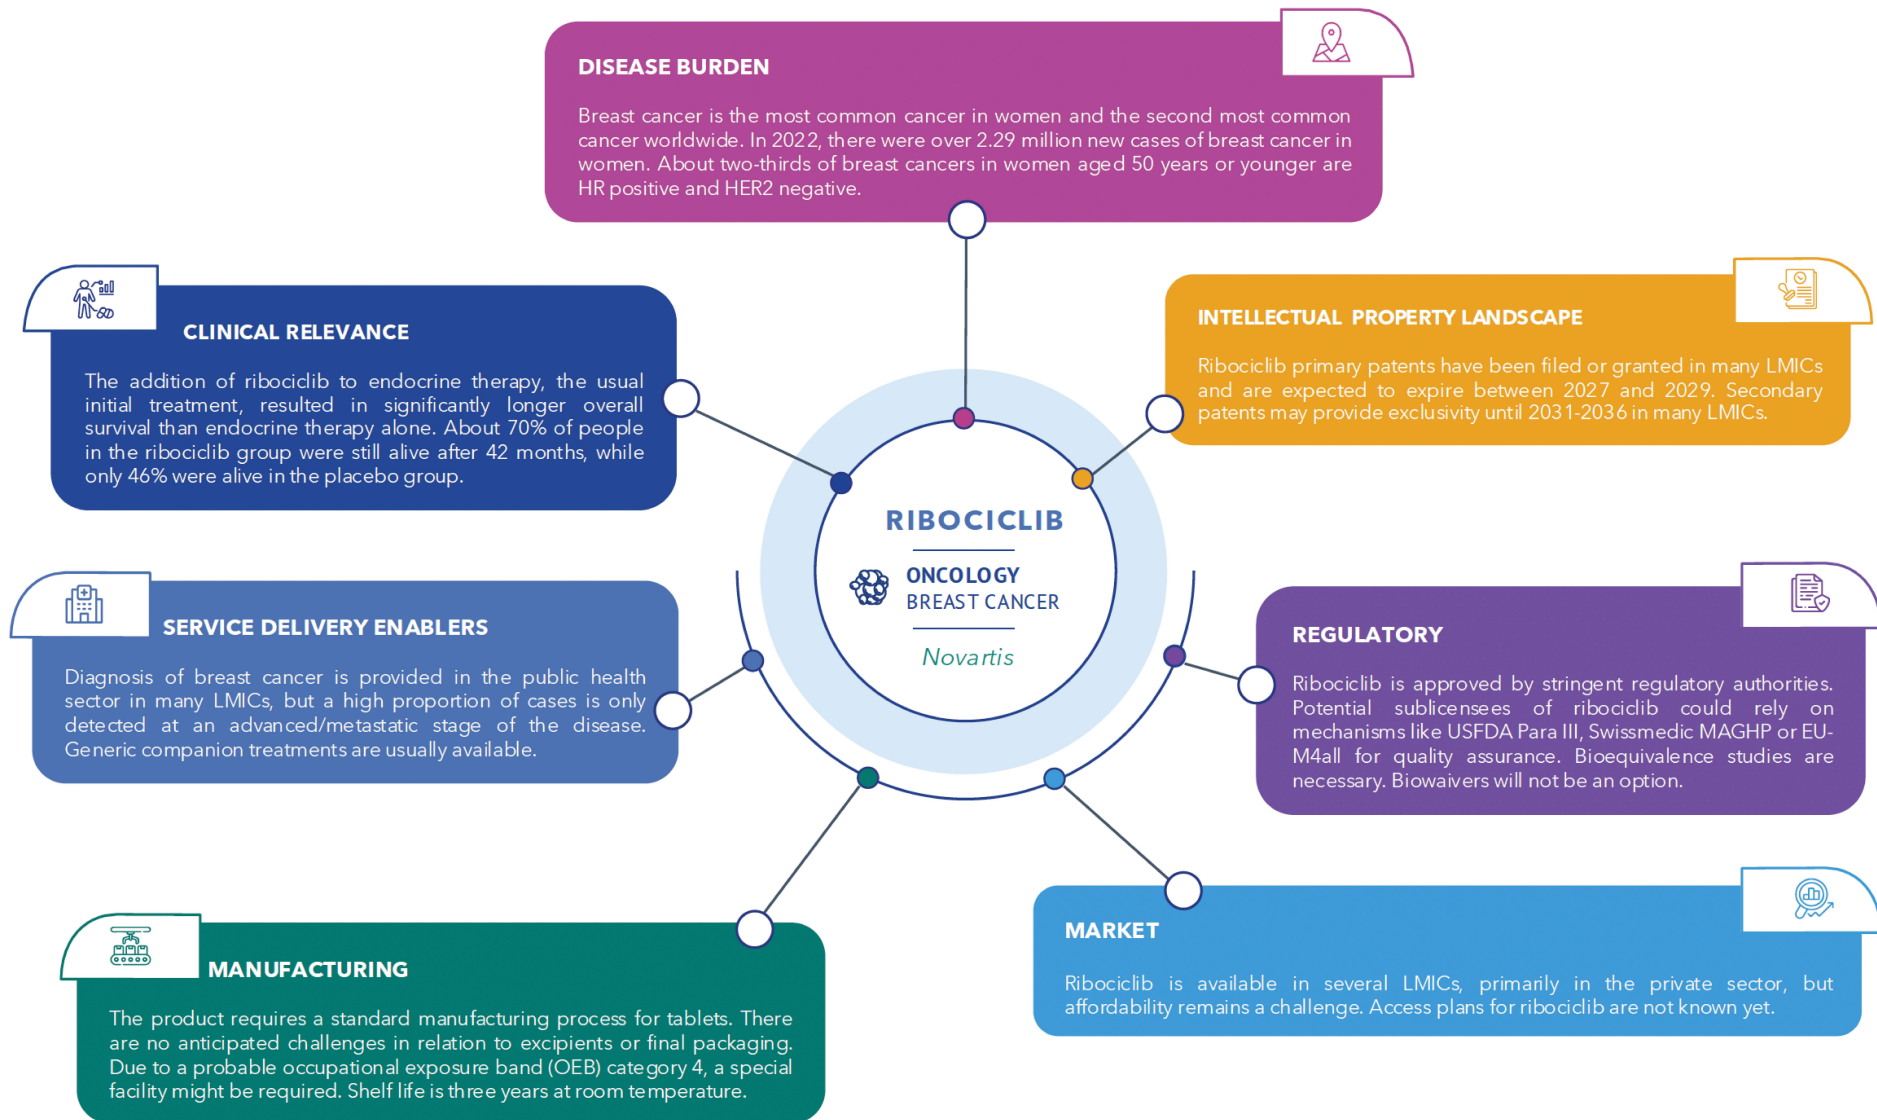 DISEASE BURDEN
Breast cancer is the most common cancer in women and the second most common
cancer worldwide. In 2022, there were over 2.29 million new cases of breast cancer in
women. About two-thirds of breast cancers in women aged 50 years or younger are
HR positive and HER2 negative.
CLINICAL RELEVANCE
The addition of ribociclib to endocrine therapy, the usual
initial treatment, resulted in significantly longer overall
survival than endocrine therapy alone. About 70% of people
in the ribociclib group were still alive after 42 months, while
only 46% were alive in the placebo group.
INTELLECTUAL PROPERTY LANDSCAPE
Ribociclib primary patents have been filed or granted in many LMICs
and are expected to expire between 2027 and 2029. Secondary
patents may provide exclusivity until 2031-2036 in many LMICs.
RIBOCICLIB
ONCOLOGY
BREAST CANCER
Novartis
SERVICE DELIVERY ENABLERS
Diagnosis of breast cancer is provided in the public health
sector in many LMICs, but a high proportion of cases is only
detected at an advanced/metastatic stage of the disease.
Generic companion treatments are usually available.
REGULATORY
Ribociclib is approved by stringent regulatory authorities.
Potential sublicensees of ribociclib could rely on
mechanisms like USFDA Para III, Swissmedic MAGHP or EU-
M4all for quality assurance. Bioequivalence studies are
necessary. Biowaivers will not be an option.
MANUFACTURING
The product requires a standard manufacturing process for tablets. There
are no anticipated challenges in relation to excipients or final packaging.
Due to a probable occupational exposure band (OEB) category 4, a special
facility might be required. Shelf life is three years at room temperature.
MARKET
Ribociclib is available in several LMICs, primarily in the private sector, but
affordability remains a challenge. Access plans for ribociclib are not known yet.